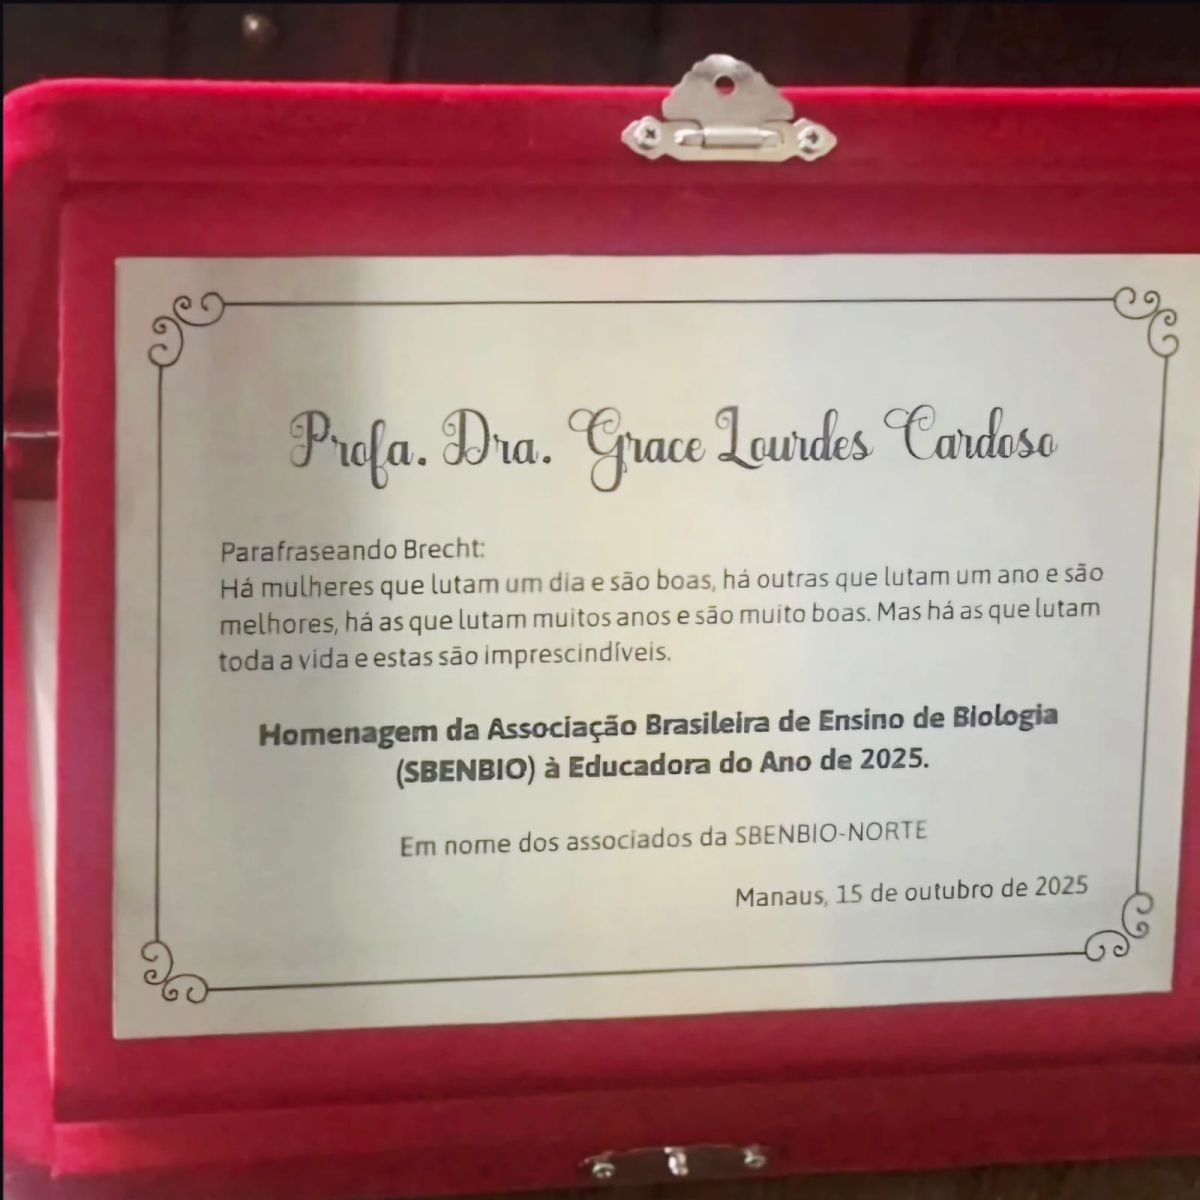 Profa. Dra. Grace Lourdes Cardoso
Parafraseando Brecht:
Há mulheres que lutam um dia e são boas, há outras que lutam um ano e são
melhores, há as que lutam muitos anos e são muito boas. Mas há as que lutam
toda a vida e estas são imprescindíveis.
Homenagem da Associação Brasileira de Ensino de Biologia
(SBENBIO) à Educadora do Ano de 2025.
Em nome dos associados da SBENBIO-NORTE
Manaus, 15 de outubro de 2025